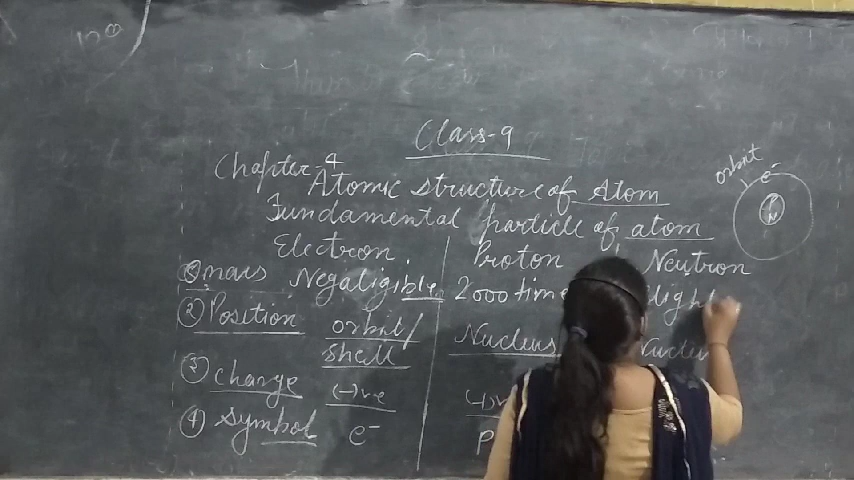 Class-9
Chapter-4
Atomic structure of Atom
Fundamental particle of atom
Electron Proton Neutron
① mass Negaligible 2000 time
② Position orbit/ Nucleus
shell
③ charge (-)ve
④ Symbol e⁻ P
orbit
e⁻